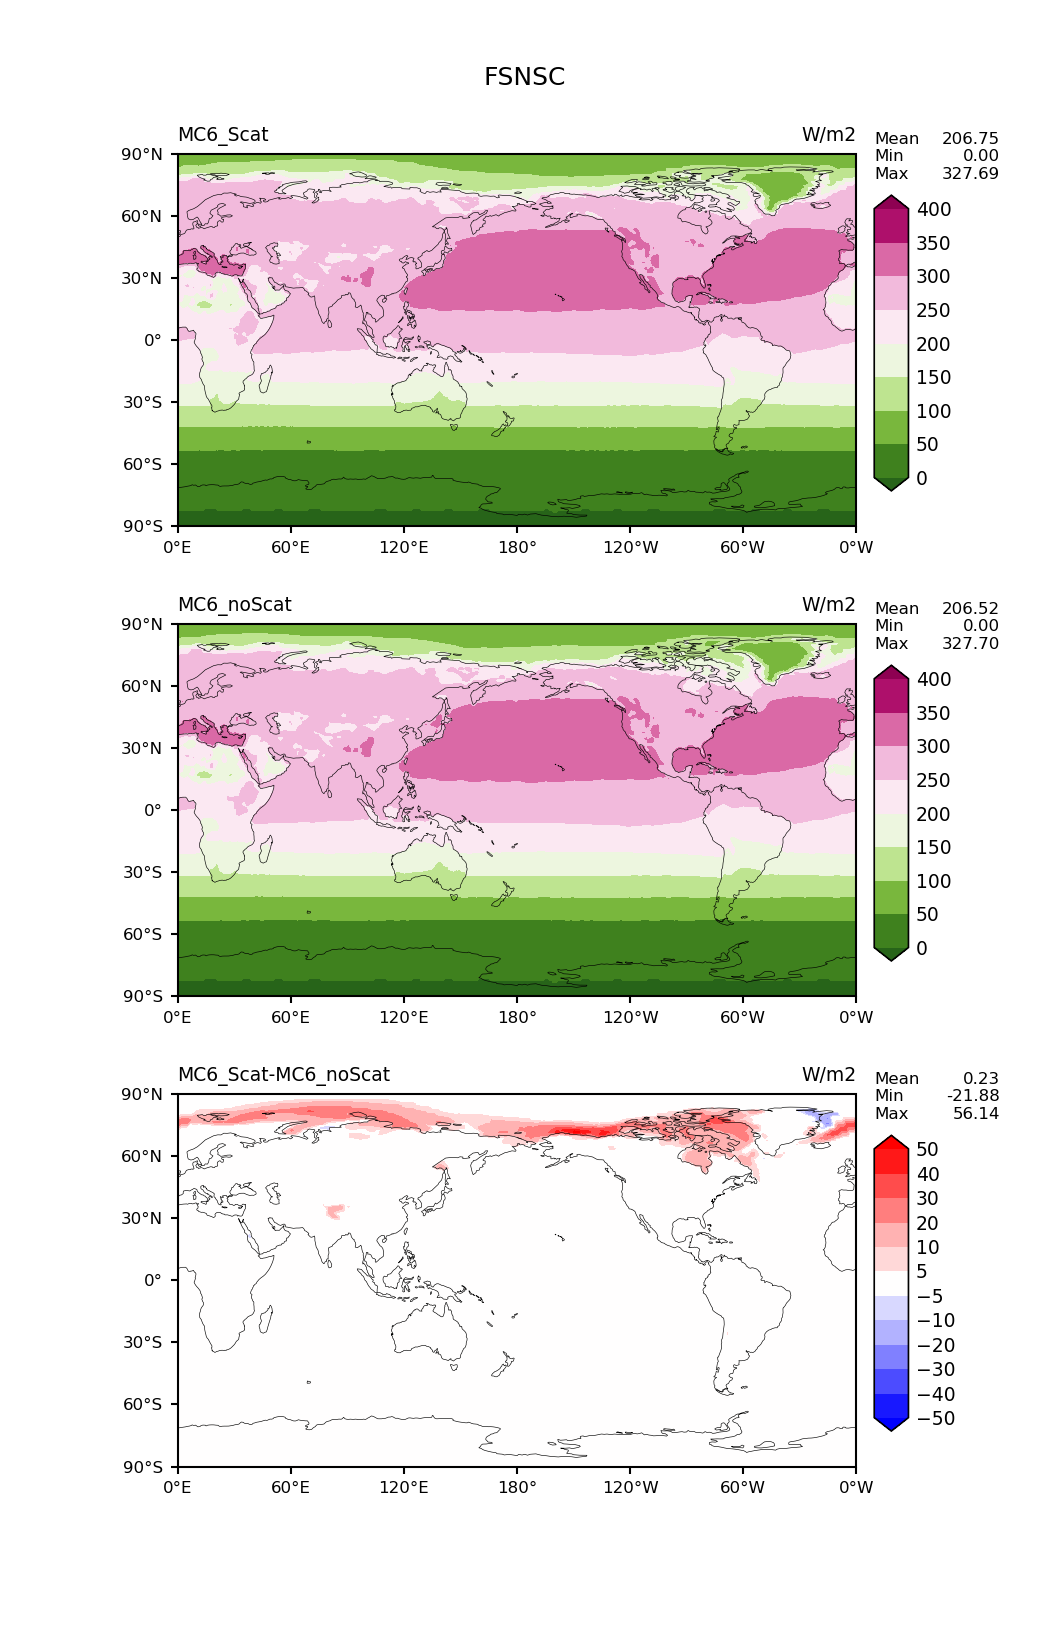 FSNSC
MC6_Scat W/m2
Mean 206.75
Min 0.00
Max 327.69
90°N
60°N
30°N
0°
30°S
60°S
90°S
0°E 60°E 120°E 180° 120°W 60°W 0°W
400
350
300
250
200
150
100
50
0
MC6_noScat W/m2
Mean 206.52
Min 0.00
Max 327.70
90°N
60°N
30°N
0°
30°S
60°S
90°S
0°E 60°E 120°E 180° 120°W 60°W 0°W
400
350
300
250
200
150
100
50
0
MC6_Scat-MC6_noScat W/m2
Mean 0.23
Min -21.88
Max 56.14
90°N
60°N
30°N
0°
30°S
60°S
90°S
0°E 60°E 120°E 180° 120°W 60°W 0°W
50
40
30
20
10
5
−5
−10
−20
−30
−40
−50